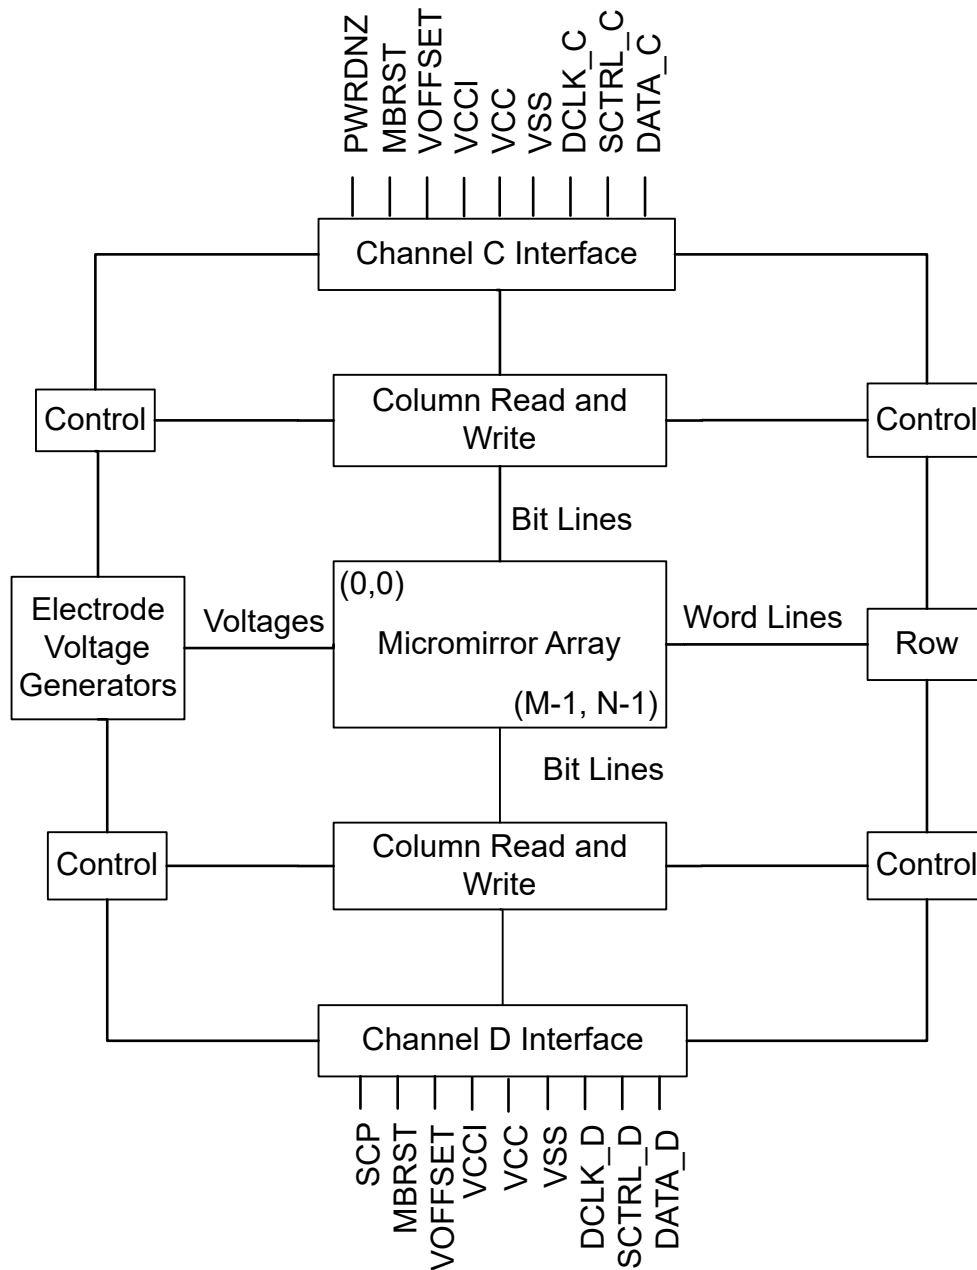 PWRDNZ
MBRST
VOFFSET
VCCI
VCC
VSS
DCLK_C
SCTRL_C
DATA_C
Channel C Interface
Control
Column Read and
Write
Control
Bit Lines
Electrode
Voltage
Generators
Voltages
(0,0)
Micromirror Array
(M-1, N-1)
Word Lines
Row
Bit Lines
Control
Column Read and
Write
Control
Channel D Interface
SCP
MBRST
VOFFSET
VCCI
VCC
VSS
DCLK_D
SCTRL_D
DATA_D